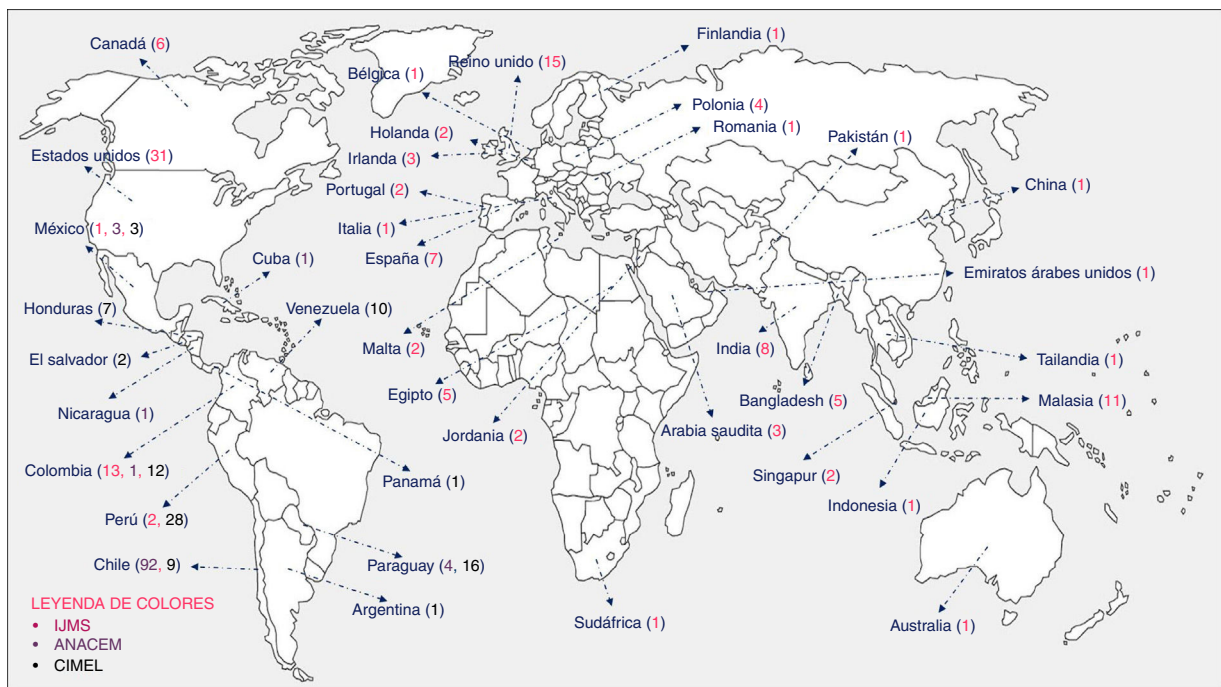 Canadá (6)
Finlandia (1)
Reino unido (15)
Bélgica (1)
Polonia (4)
Holanda (2)
Romania (1)
Pakistán (1)
Estados unidos (31)
Irlanda (3)
Portugal (2)
China (1)
México (1, 3, 3)
Italia (1)
España (7)
Cuba (1)
Emiratos árabes unidos (1)
Honduras (7)
Venezuela (10)
El salvador (2)
Malta (2)
India (8)
Tailandia (1)
Nicaragua (1)
Egipto (5)
Bangladesh (5)
Malasia (11)
Jordania (2)
Arabia saudita (3)
Colombia (13, 1, 12)
Panamá (1)
Singapur (2)
Indonesia (1)
Perú (2, 28)
Chile (92, 9)
Paraguay (4, 16)
Argentina (1)
Sudáfrica (1)
Australia (1)
LEYENDA DE COLORES
• IJMS
• ANACEM
• CIMEL